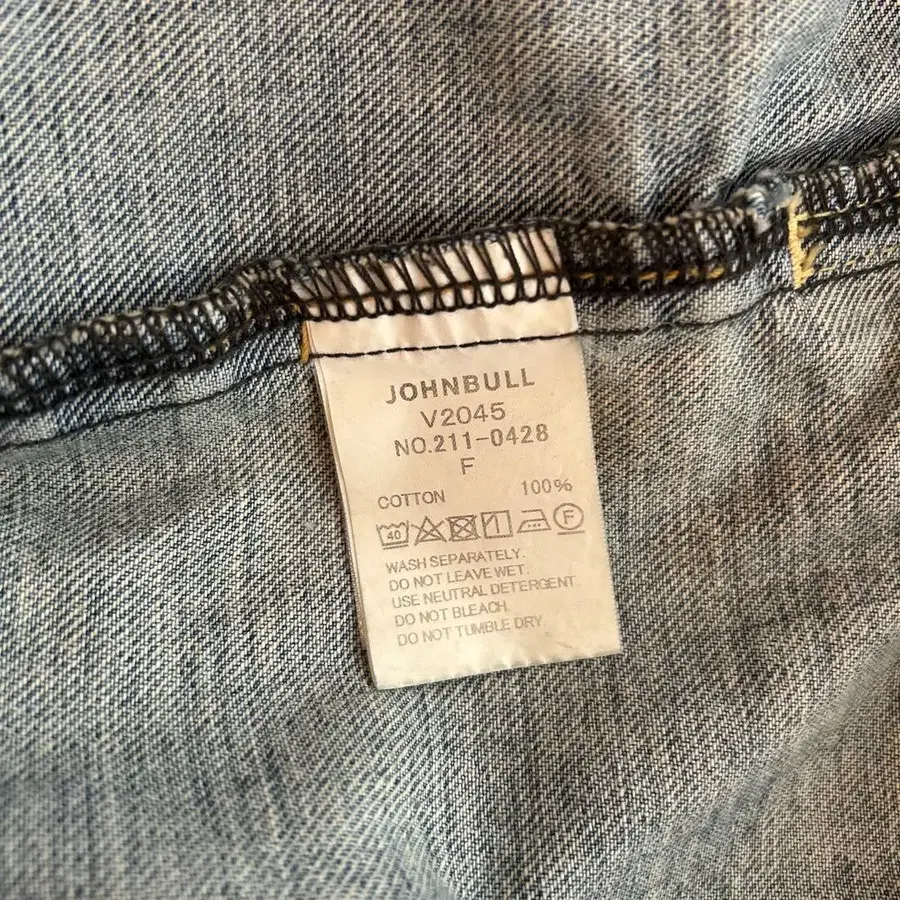 JOHNBULL
V2045
NO.211-0428
F
COTTON 100%
40 F
WASH SEPARATELY.
DO NOT LEAVE WET.
USE NEUTRAL DETERGENT.
DO NOT BLEACH.
DO NOT TUMBLE DRY.